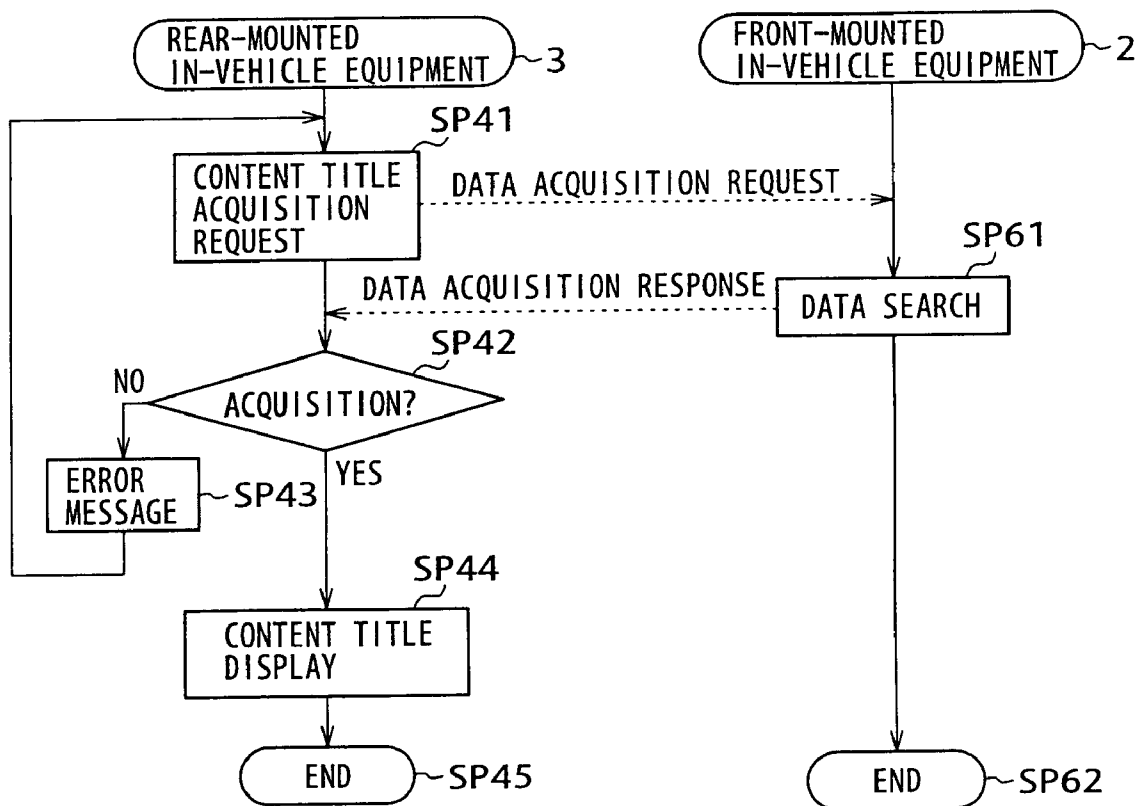 REAR-MOUNTED
IN-VEHICLE EQUIPMENT
3
FRONT-MOUNTED
IN-VEHICLE EQUIPMENT
2
SP41
CONTENT TITLE
ACQUISITION
REQUEST
DATA ACQUISITION REQUEST
SP61
DATA ACQUISITION RESPONSE
DATA SEARCH
SP42
NO
ACQUISITION?
YES
ERROR
MESSAGE
SP43
SP44
CONTENT TITLE
DISPLAY
END
SP45
END
SP62